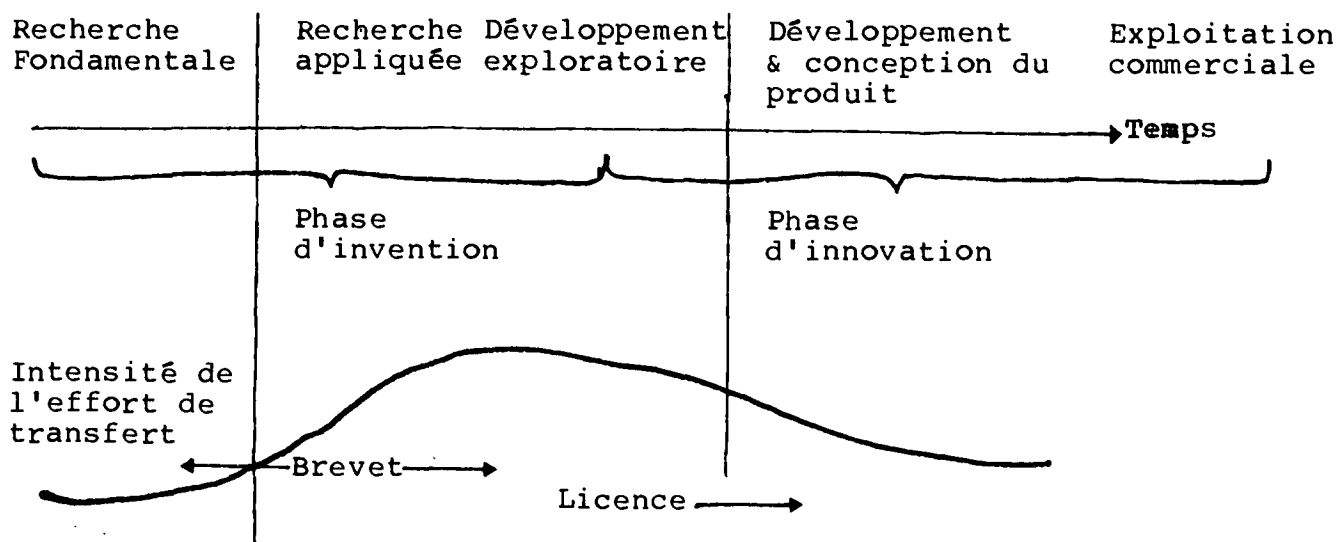 Recherche Fondamentale
Recherche appliquée
Développement exploratoire
Développement & conception du produit
Exploitation commerciale
Temps
Phase d'invention
Phase d'innovation
Intensité de l'effort de transfert
Brevet
Licence